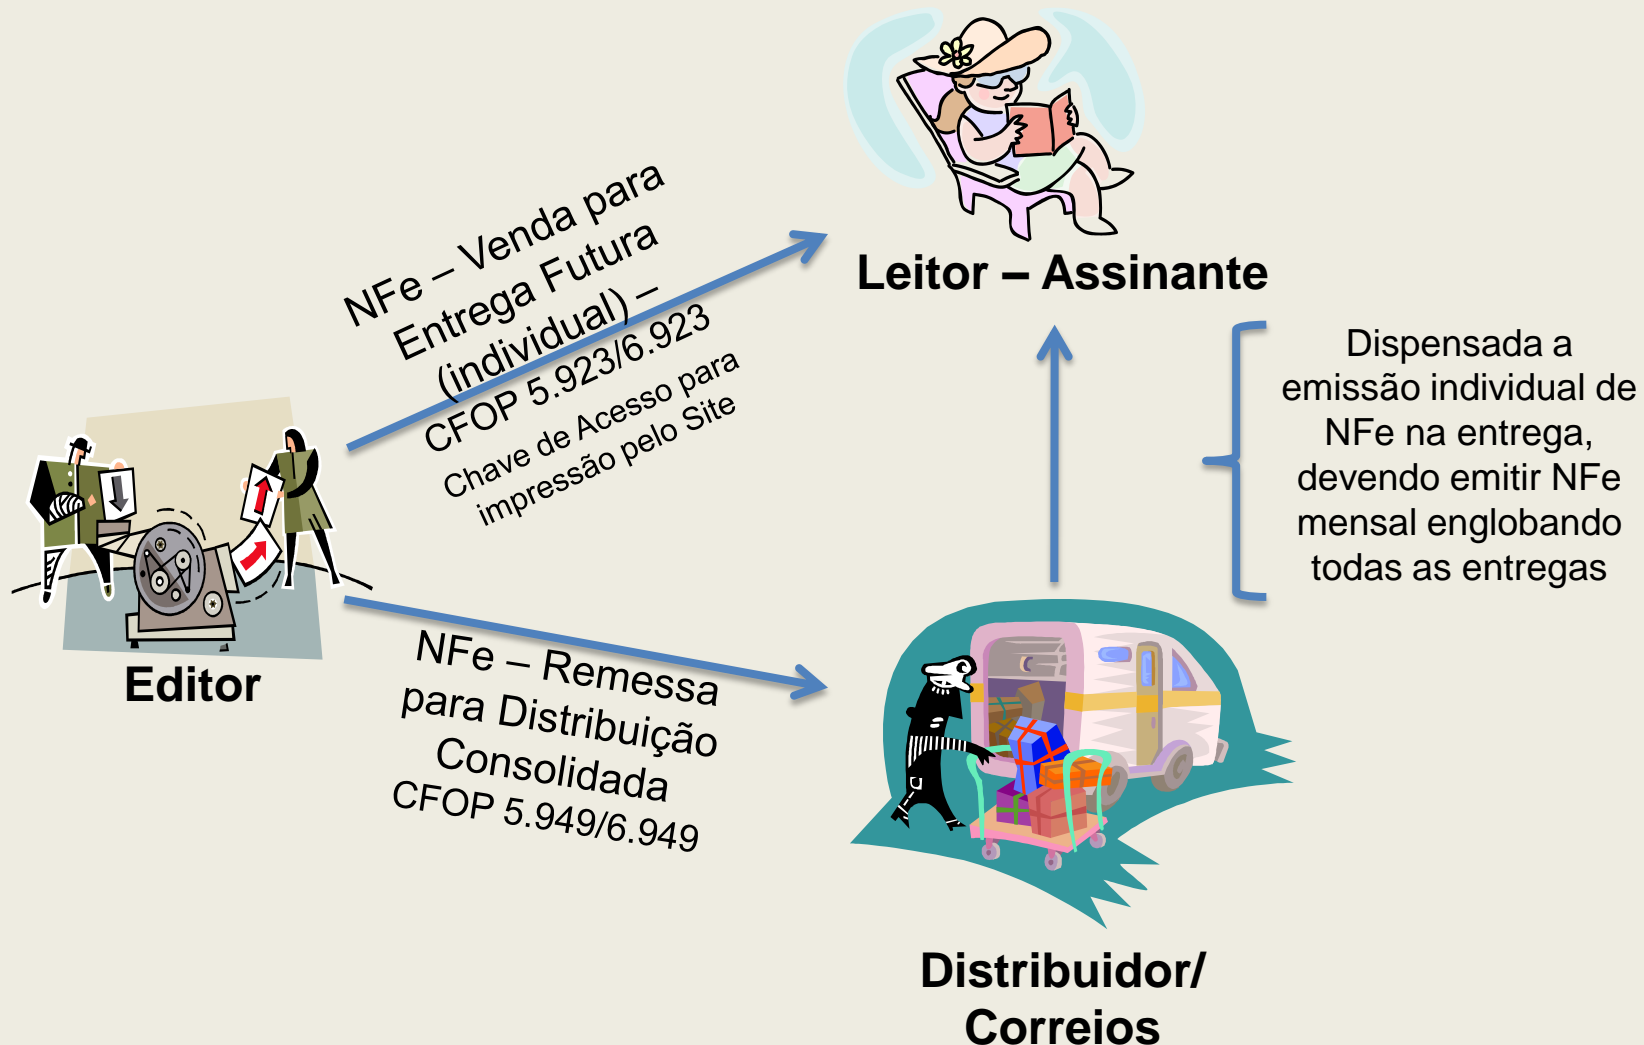 NFe – Venda para
Entrega Futura
(individual) –
CFOP 5.923/6.923
Chave de Acesso para
impressão pelo Site
Leitor – Assinante
Dispensada a
emissão individual de
NFe na entrega,
devendo emitir NFe
mensal englobando
todas as entregas
Editor
NFe – Remessa
para Distribuição
Consolidada
CFOP 5.949/6.949
Distribuidor/
Correios